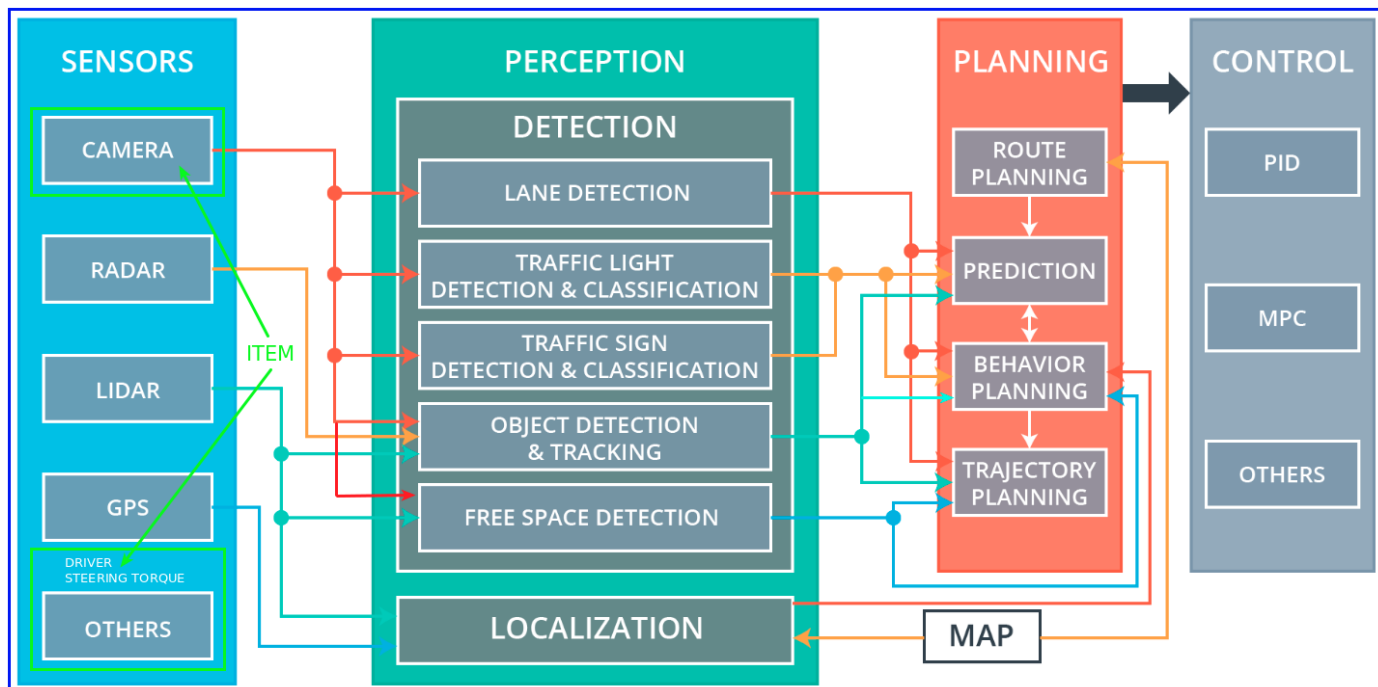 SENSORS
CAMERA
RADAR
ITEM
LIDAR
GPS
DRIVER
STEERING TORQUE
OTHERS
PERCEPTION
DETECTION
LANE DETECTION
TRAFFIC LIGHT
DETECTION & CLASSIFICATION
TRAFFIC SIGN
DETECTION & CLASSIFICATION
OBJECT DETECTION
& TRACKING
FREE SPACE DETECTION
LOCALIZATION
PLANNING
ROUTE
PLANNING
PREDICTION
BEHAVIOR
PLANNING
TRAJECTORY
PLANNING
MAP
CONTROL
PID
MPC
OTHERS